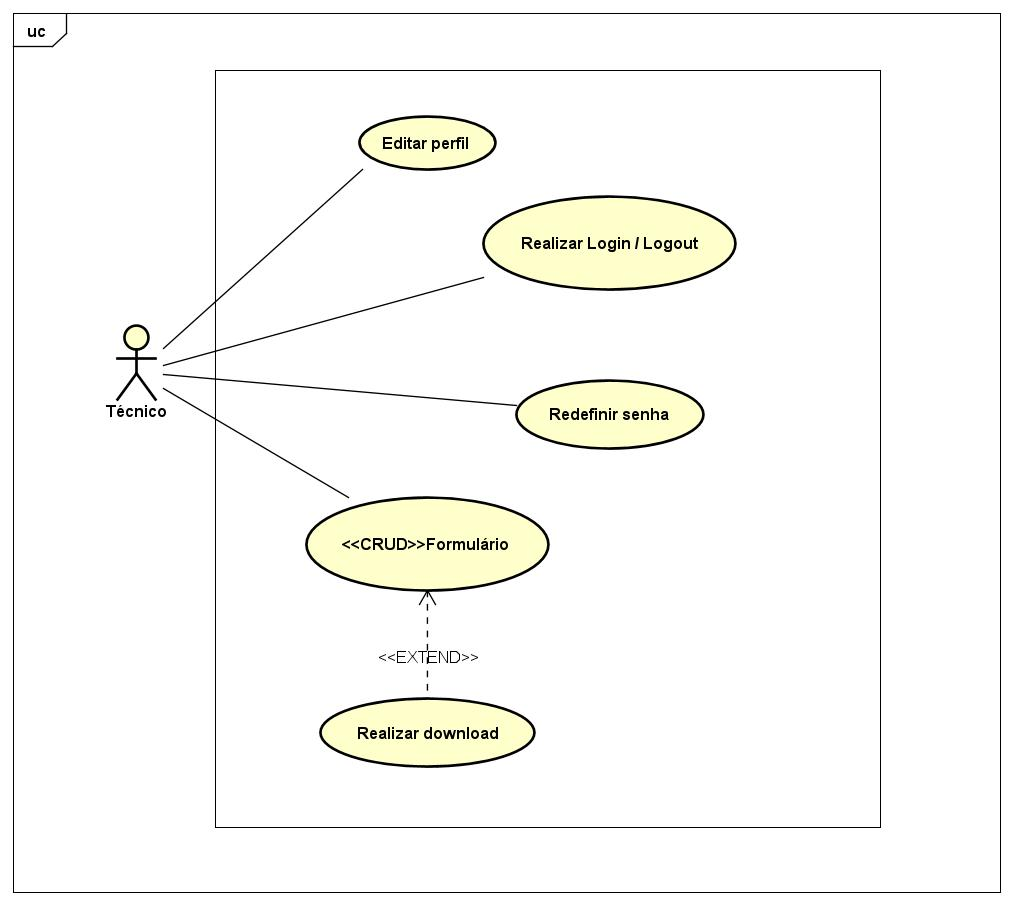 uc
Editar perfil
Realizar Login / Logout
Técnico
Redefinir senha
<<CRUD>>Formulário
<<EXTEND>>
Realizar download